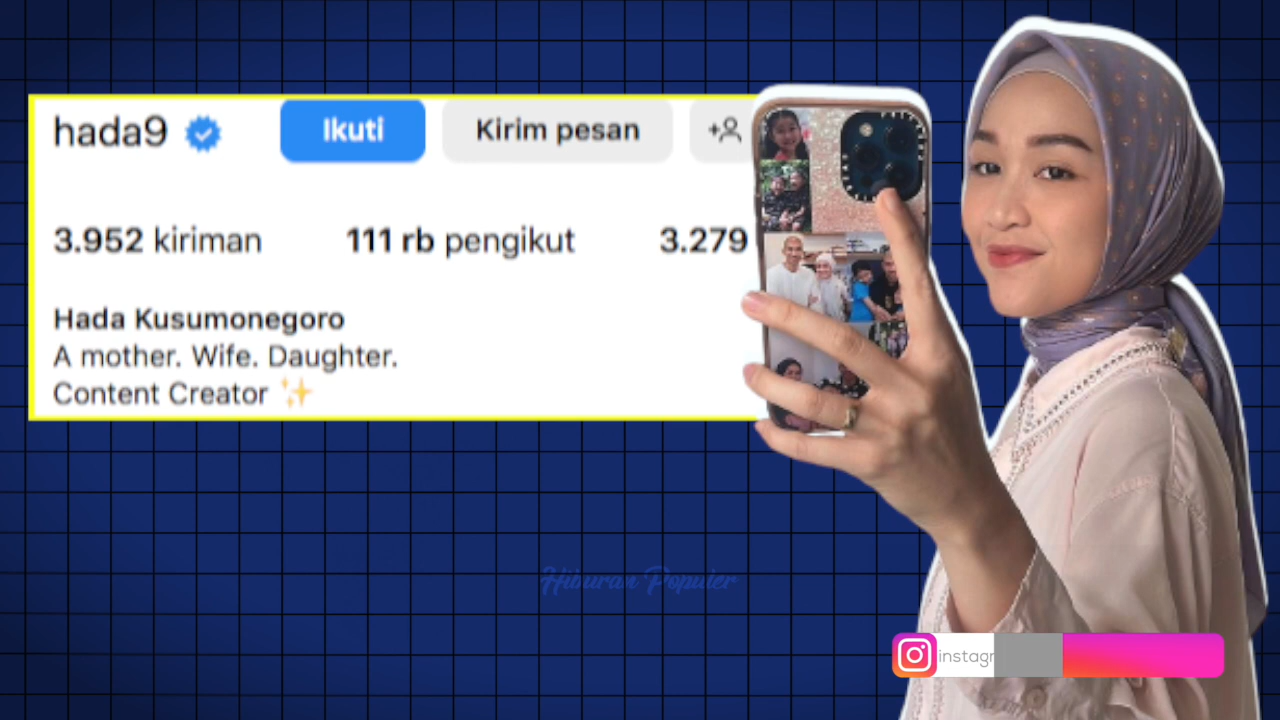 hada9
Ikuti
Kirim pesan
3.952 kiriman
111 rb pengikut
3.279
Hada Kusumonegoro
A mother. Wife. Daughter.
Content Creator ✨
Hiburan Populer
instagr